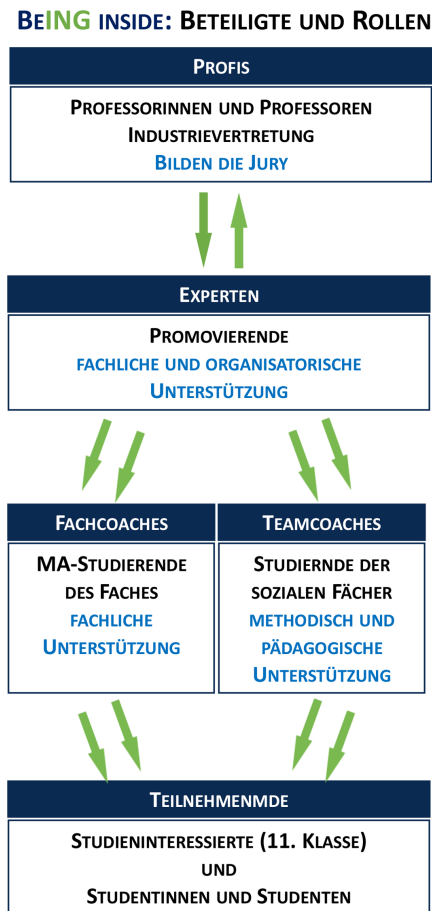 BEING INSIDE: BETEILIGTE UND ROLLEN
PROFIS
PROFESSORINNEN UND PROFESSOREN
INDUSTRIEVERTRETUNG
BILDEN DIE JURY
EXPERTEN
PROMOVIERENDE
FACHLICHE UND ORGANISATORISCHE
UNTERSTÜTZUNG
FACHCOACHES
MA-STUDIERENDE
DES FACHES
FACHLICHE
UNTERSTÜTZUNG
TEAMCOACHES
STUDIERNDE DER
SOZIALEN FÄCHER
METHODISCH UND
PÄDAGOGISCHE
UNTERSTÜTZUNG
TEILNEHMENMDE
STUDIENINTERESSIERTE (11. KLASSE)
UND
STUDENTINNEN UND STUDENTEN